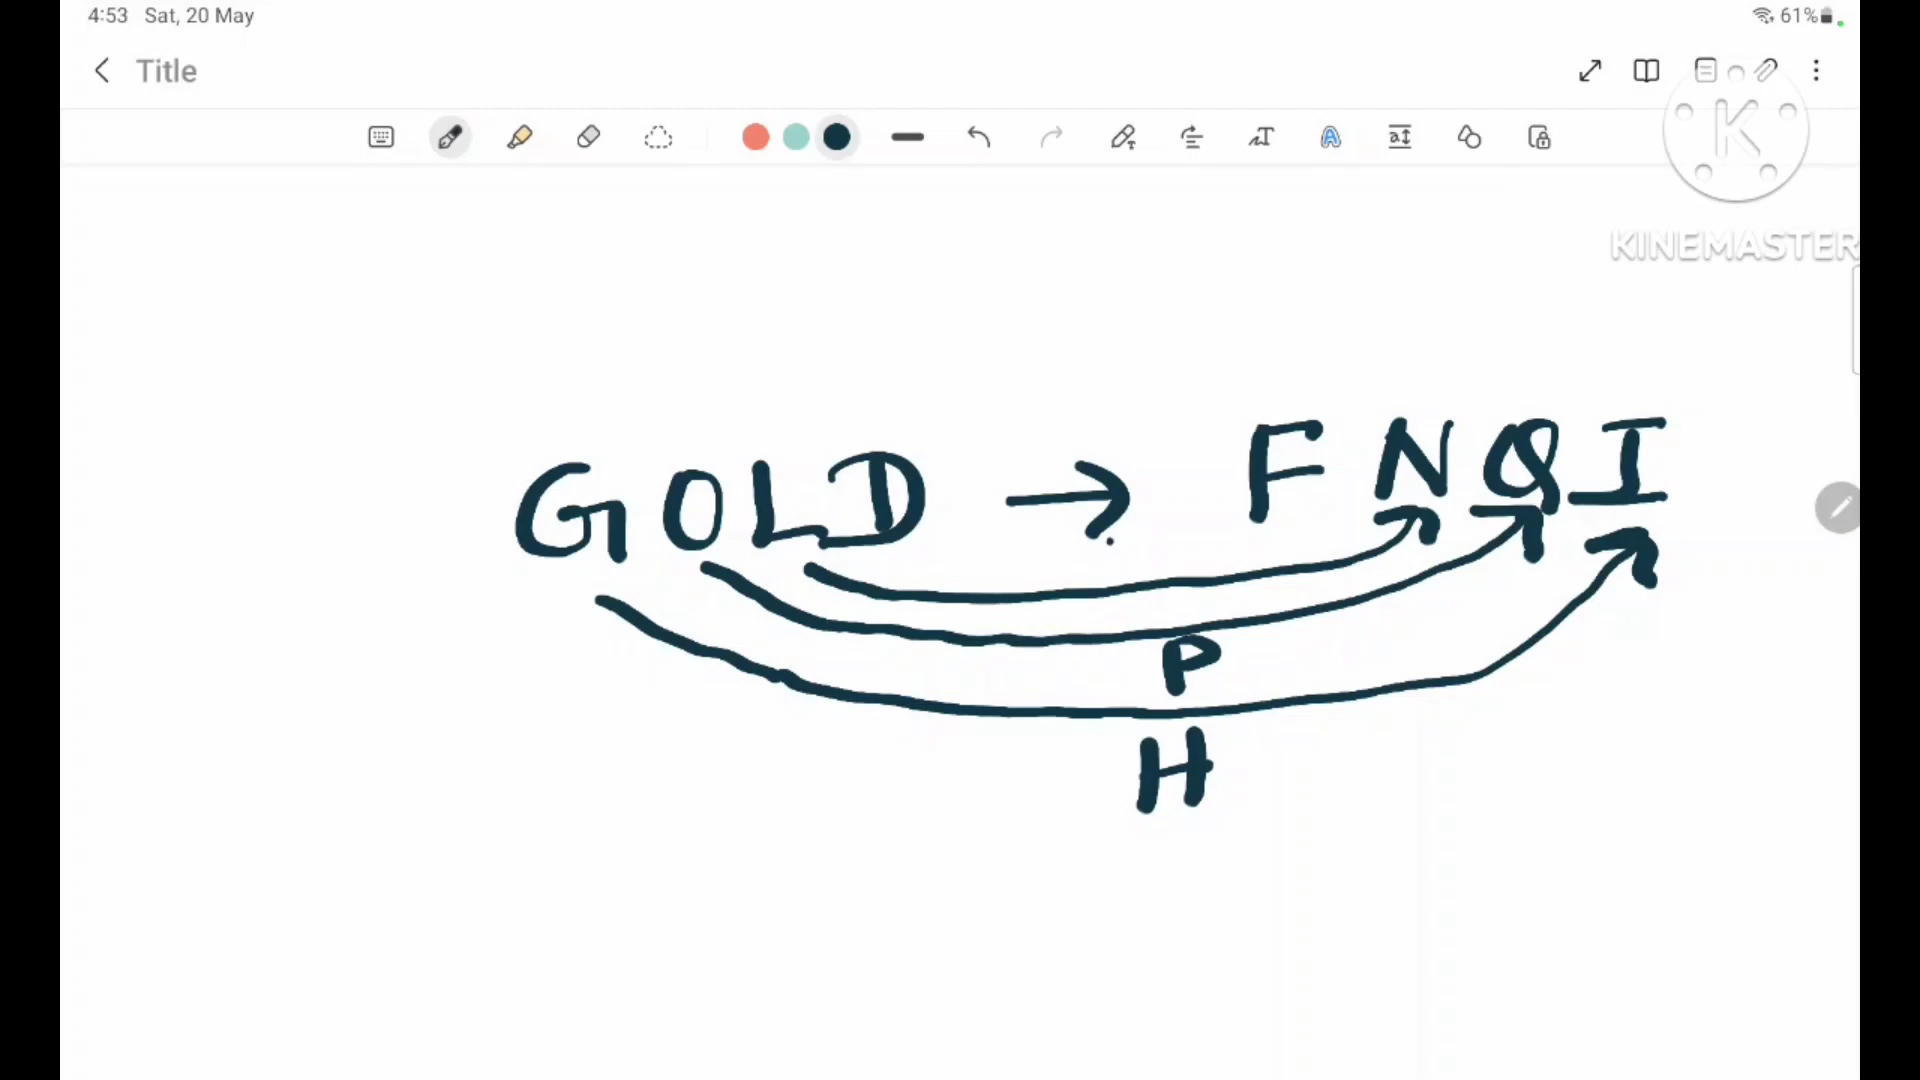 4:53 Sat, 20 May
61%
Title
K
KINEMASTER
GOLD → FNQI
P
H